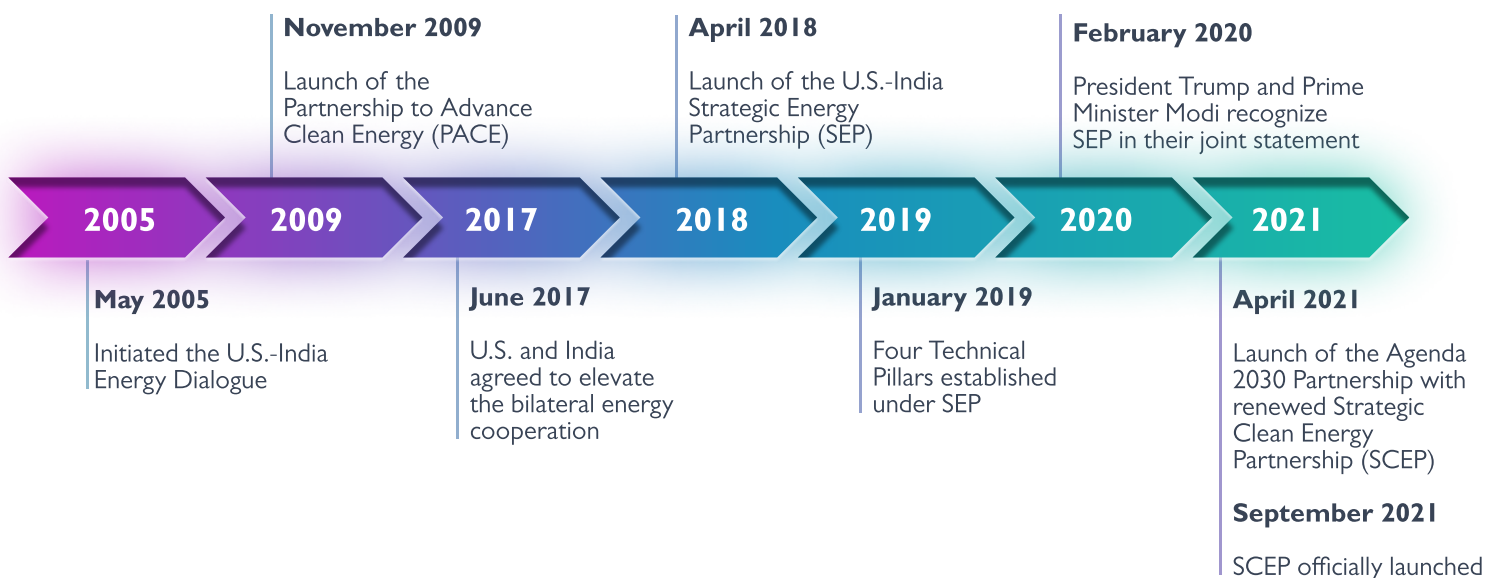 November 2009
Launch of the
Partnership to Advance
Clean Energy (PACE)
April 2018
Launch of the U.S.-India
Strategic Energy
Partnership (SEP)
February 2020
President Trump and Prime
Minister Modi recognize
SEP in their joint statement
2005
2009
2017
2018
2019
2020
2021
May 2005
Initiated the U.S.-India
Energy Dialogue
June 2017
U.S. and India
agreed to elevate
the bilateral energy
cooperation
January 2019
Four Technical
Pillars established
under SEP
April 2021
Launch of the Agenda
2030 Partnership with
renewed Strategic
Clean Energy
Partnership (SCEP)
September 2021
SCEP officially launched